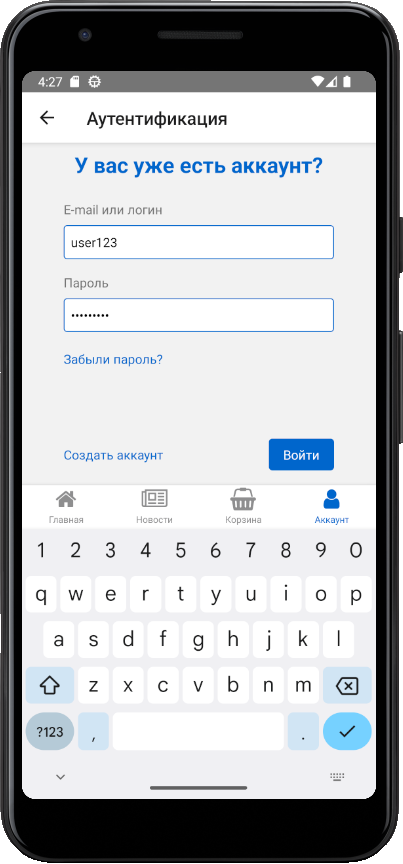 4:27
Аутентификация
У вас уже есть аккаунт?
E-mail или логин
user123
Пароль
•••••••••
Забыли пароль?
Создать аккаунт
Войти
Главная
Новости
Корзина
Аккаунт
1 2 3 4 5 6 7 8 9 0
q w e r t y u i o p
a s d f g h j k l
z x c v b n m
?123 , .